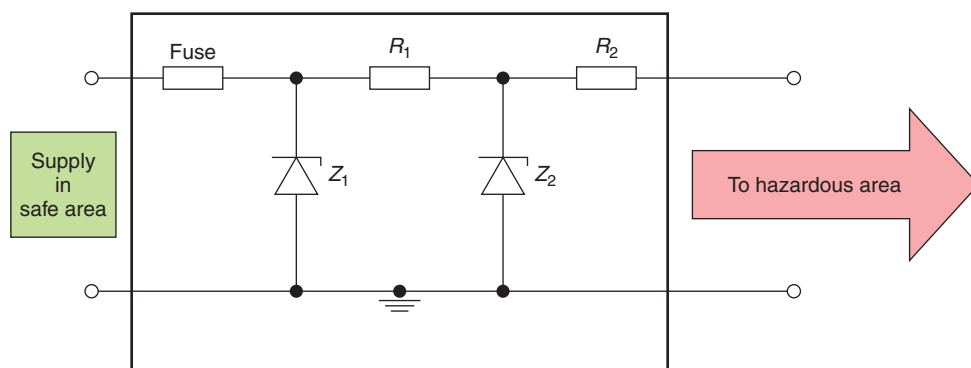 Fuse
R1
R2
Supply
in
safe area
Z1
Z2
To hazardous area